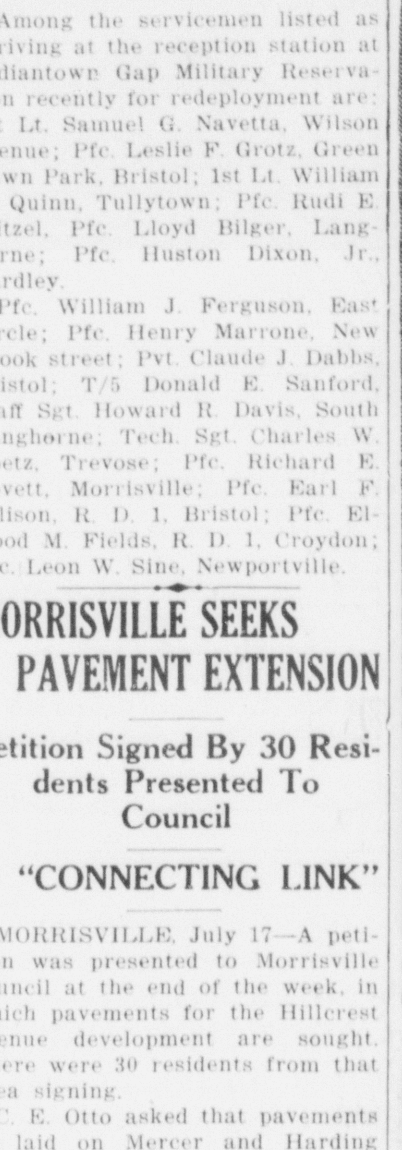 Among the servicemen listed as
riving at the reception station at
diantown Gap Military Reserva-
n recently for redeployment are:
Lt. Samuel G. Navetta, Wilson
enue; Pfc. Leslie F. Grotz, Green
wn Park, Bristol; 1st Lt. William
Quinn, Tullytown; Pfc. Rudi E.
itzel, Pfc. Lloyd Bilger, Lang-
rne; Pfc. Huston Dixon, Jr.,
rdley.
Pfc. William J. Ferguson, East
rcle; Pfc. Henry Marrone, New
ook street; Pvt. Claude J. Dabbs,
istol; T/5 Donald E. Sanford,
aff Sgt. Howard R. Davis, South
nghorne; Tech. Sgt. Charles W.
etz, Trevose; Pfc. Richard E.
vett, Morrisville; Pfc. Earl F.
lison, R. D. 1, Bristol; Pfc. El-
ood M. Fields, R. D. 1, Croydon;
c. Leon W. Sine, Newportville.
ORRISVILLE SEEKS
PAVEMENT EXTENSION
etition Signed By 30 Resi-
dents Presented To
Council
"CONNECTING LINK"
MORRISVILLE, July 17—A peti-
n was presented to Morrisville
uncil at the end of the week, in
hich pavements for the Hillcrest
enue development are sought.
ere were 30 residents from that
ea signing.
C. E. Otto asked that pavements
laid on Mercer and Harding